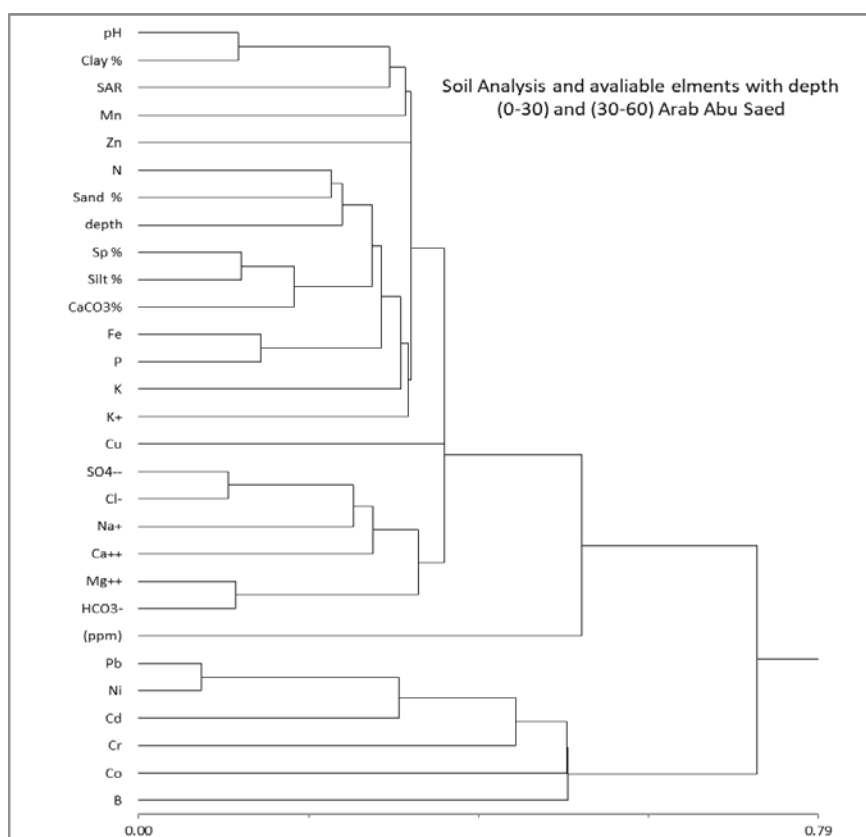 pH
Clay %
Soil Analysis and avaliable elments with depth
(0-30) and (30-60) Arab Abu Saed
SAR
Mn
Zn
N
Sand %
depth
Sp %
Silt %
CaCO3%
Fe
P
K
K+
Cu
SO4--
Cl-
Na+
Ca++
Mg++
HCO3-
(ppm)
Pb
Ni
Cd
Cr
Co
B
0.00 0.79